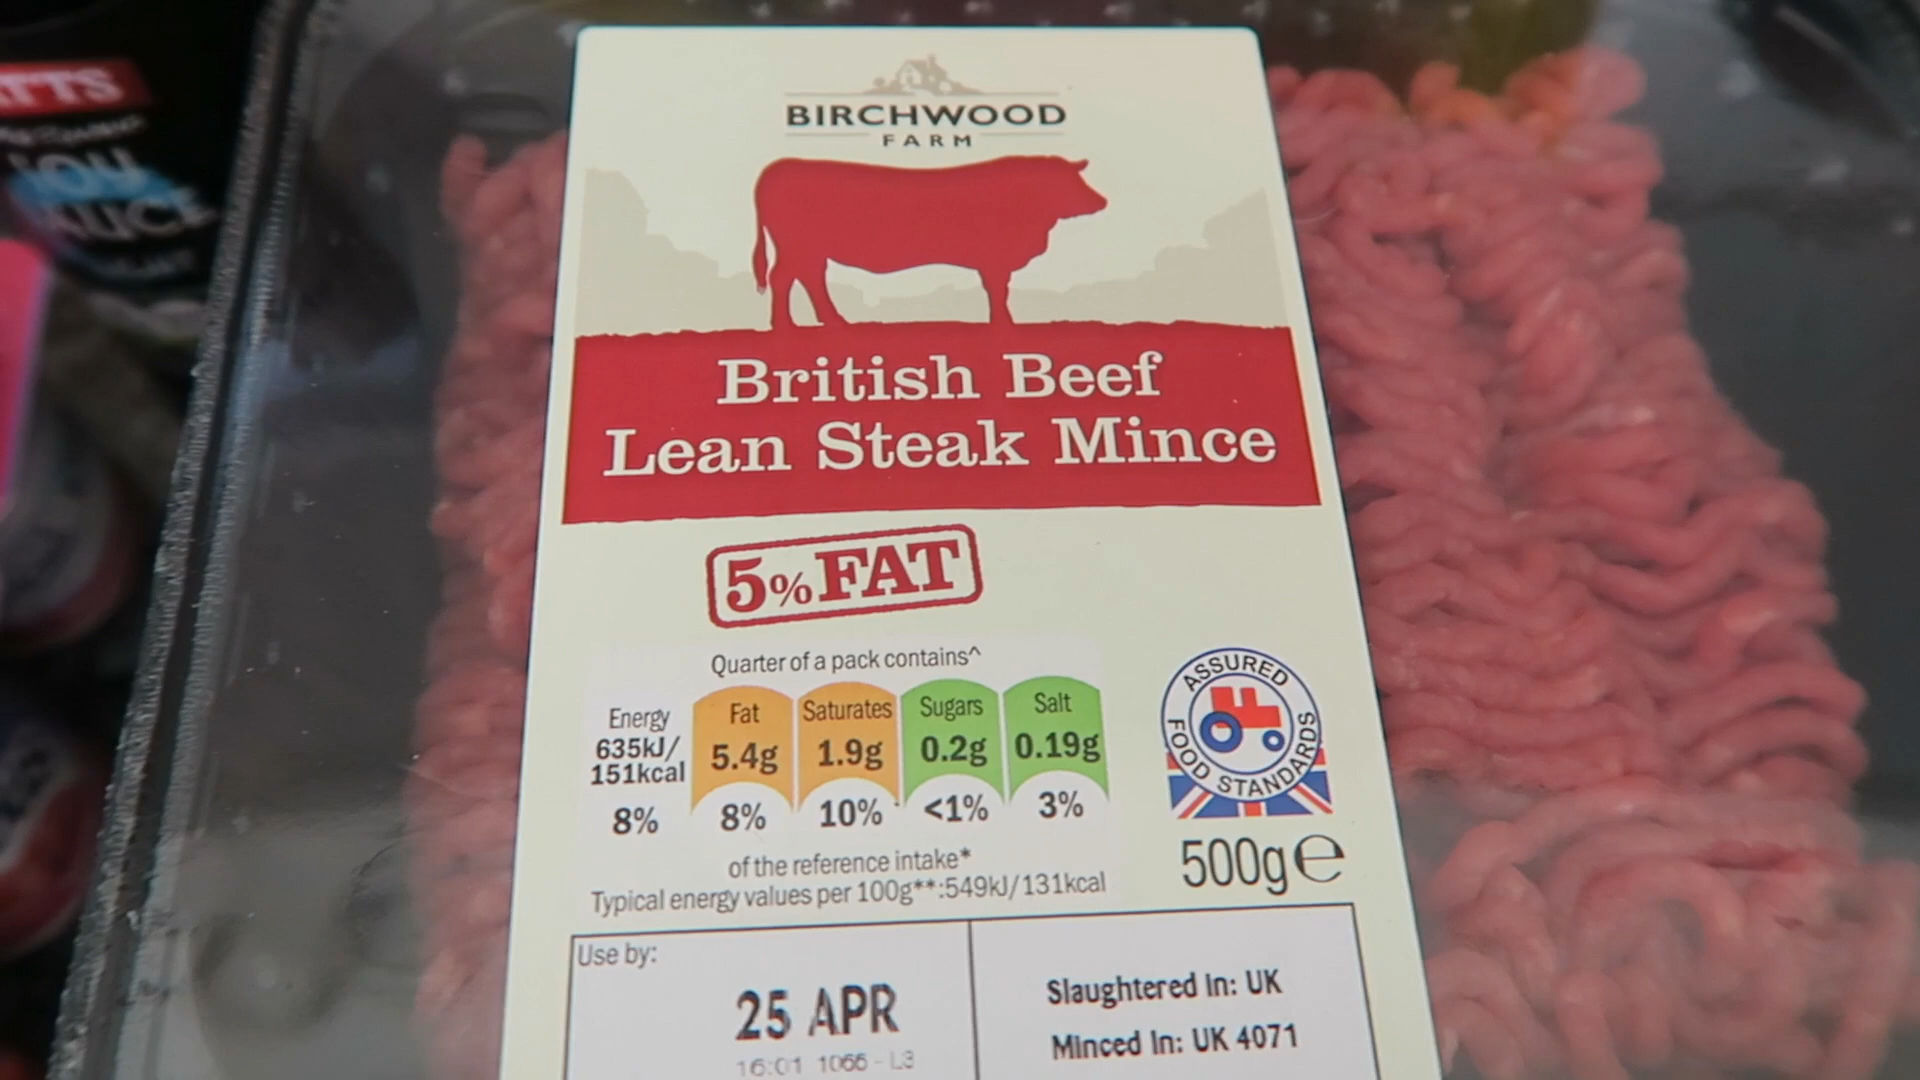 BIRCHWOOD
FARM
British Beef
Lean Steak Mince
5% FAT
Quarter of a pack contains^
Energy
635kJ/
151kcal
8%
Fat
5.4g
8%
Saturates
1.9g
10%
Sugars
0.2g
<1%
Salt
0.19g
3%
of the reference intake*
Typical energy values per 100g**:549kJ/131kcal
ASSURED
FOOD STANDARDS
500g℮
Use by:
25 APR
16:01 1066 - L3
Slaughtered In: UK
Minced In: UK 4071